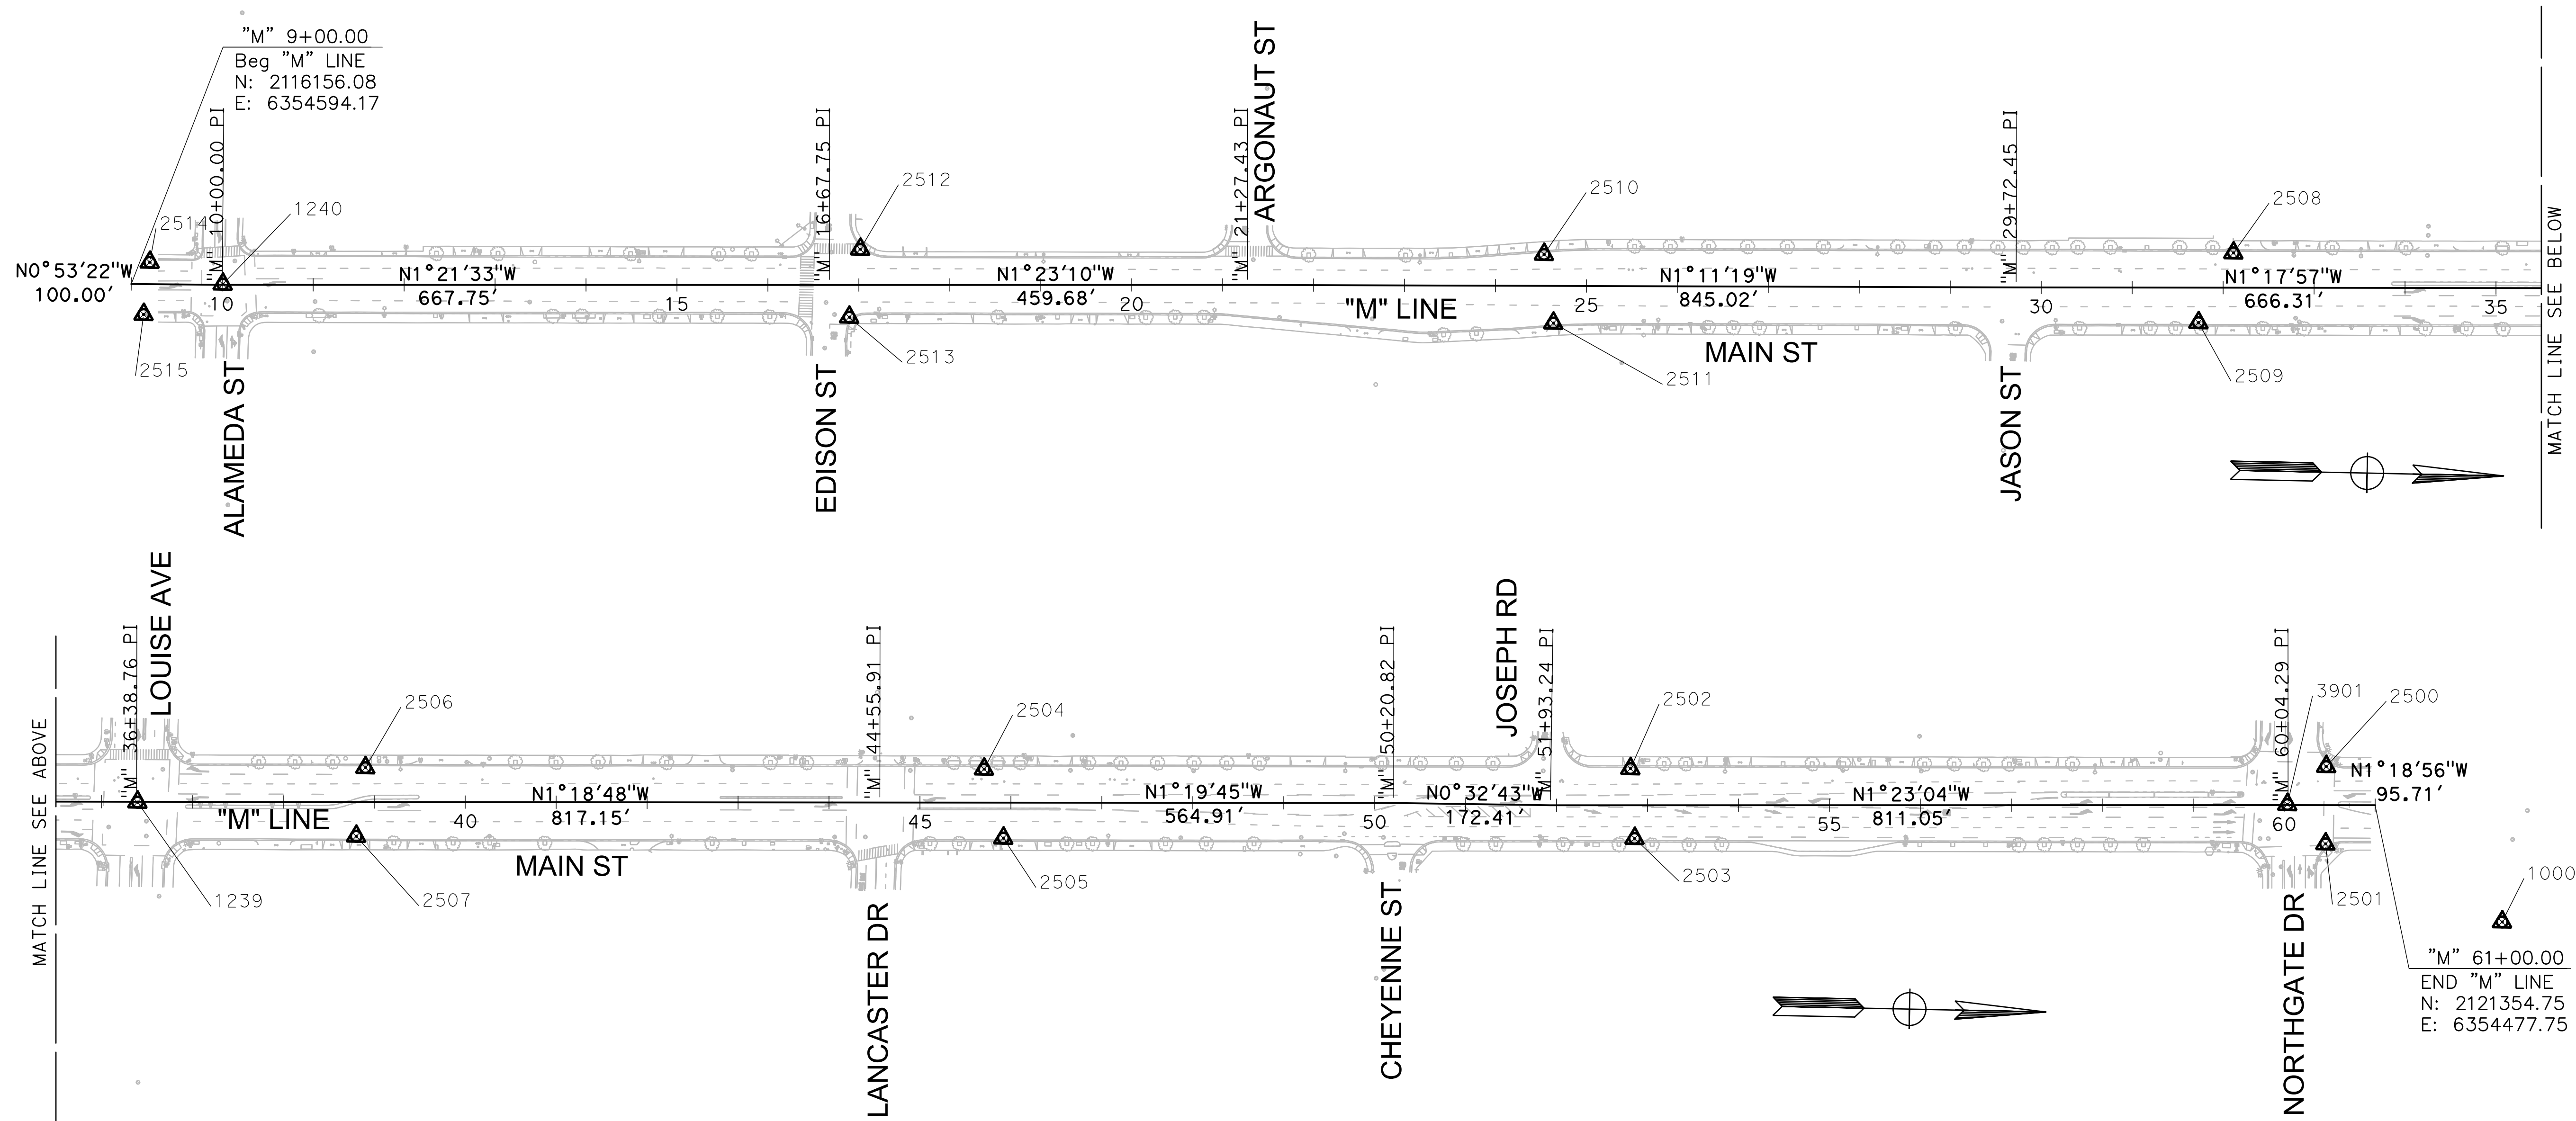 "M" 9+00.00
Beg "M" LINE
N: 2116156.08
E: 6354594.17
"M" 10+00.00 PI
"M" 16+67.75 PI
"M" 21+27.43 PI
ARGONAUT ST
"M" 29+72.45 PI
2514
1240
2512
2510
2508
N0°53'22"W
100.00'
N1°21'33"W
667.75'
N1°23'10"W
459.68'
N1°11'19"W
845.02'
N1°17'57"W
666.31'
10
15
20
25
30
35
"M" LINE
MAIN ST
2515
2513
2511
2509
ALAMEDA ST
EDISON ST
JASON ST
MATCH LINE SEE BELOW
MATCH LINE SEE ABOVE
"M" 36+38.76 PI
LOUISE AVE
"M" 44+55.91 PI
"M" 50+20.82 PI
JOSEPH RD
"M" 51+93.24 PI
"M" 60+04.29 PI
2506
2504
2502
3901
2500
N1°18'48"W
817.15'
N1°19'45"W
564.91'
N0°32'43"W
172.41'
N1°23'04"W
811.05'
N1°18'56"W
95.71'
40
45
50
55
60
"M" LINE
MAIN ST
1239
2507
2505
2503
2501
1000
LANCASTER DR
CHEYENNE ST
NORTHGATE DR
"M" 61+00.00
END "M" LINE
N: 2121354.75
E: 6354477.75